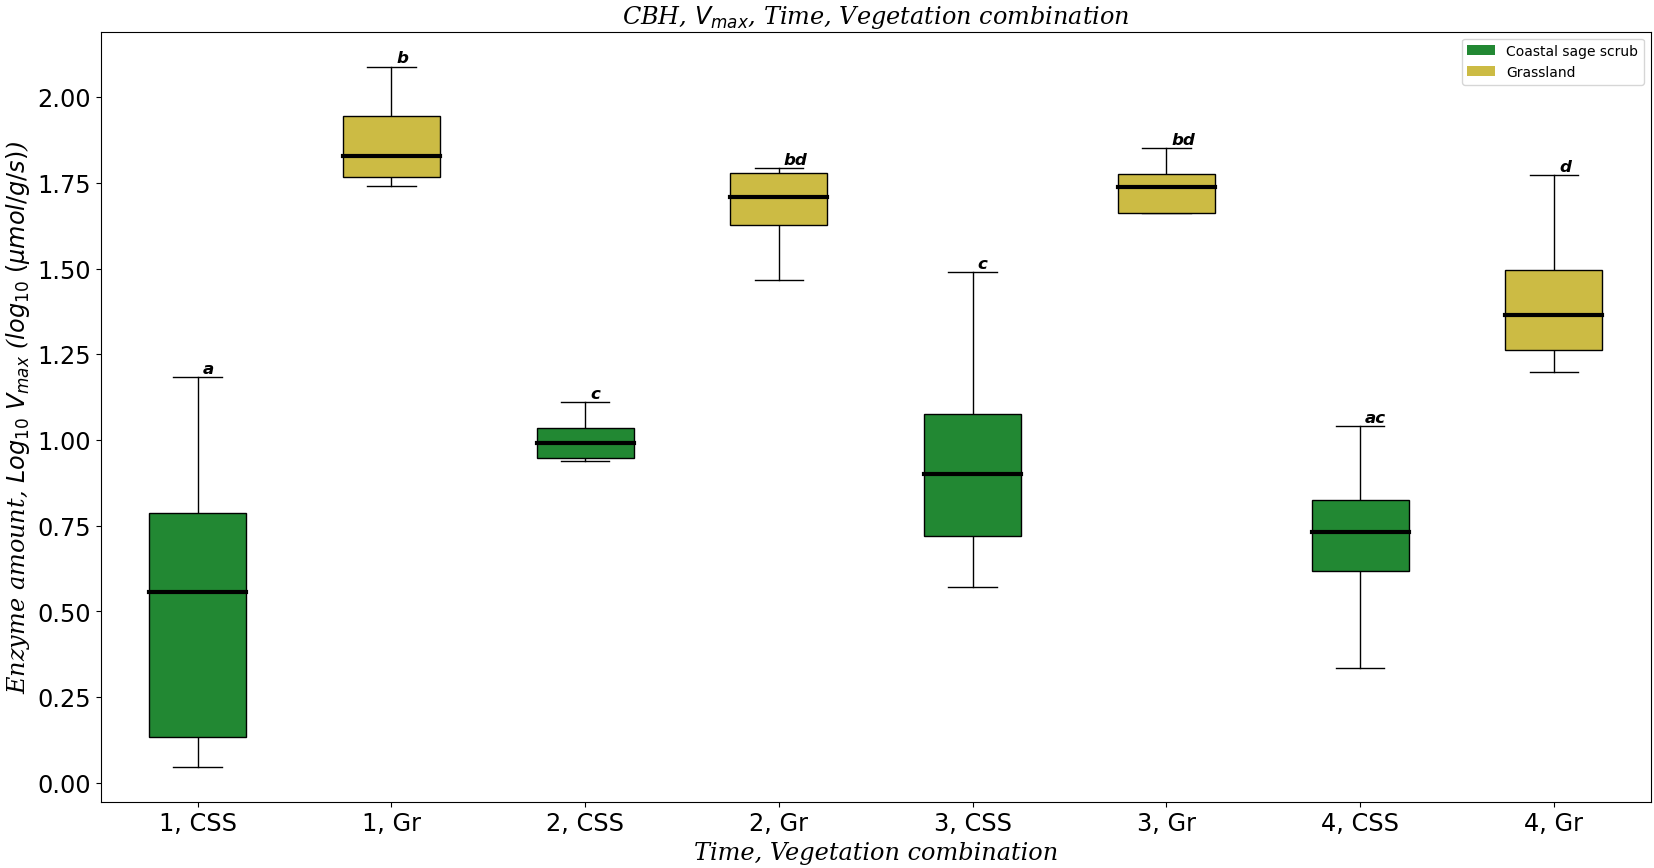 CBH, Vmax, Time, Vegetation combination
Coastal sage scrub
Grassland
Enzyme amount, Log10 Vmax (log10 (μmol/g/s))
2.00
1.75
1.50
1.25
1.00
0.75
0.50
0.25
0.00
a
b
c
bd
c
bd
ac
d
1, CSS
1, Gr
2, CSS
2, Gr
3, CSS
3, Gr
4, CSS
4, Gr
Time, Vegetation combination